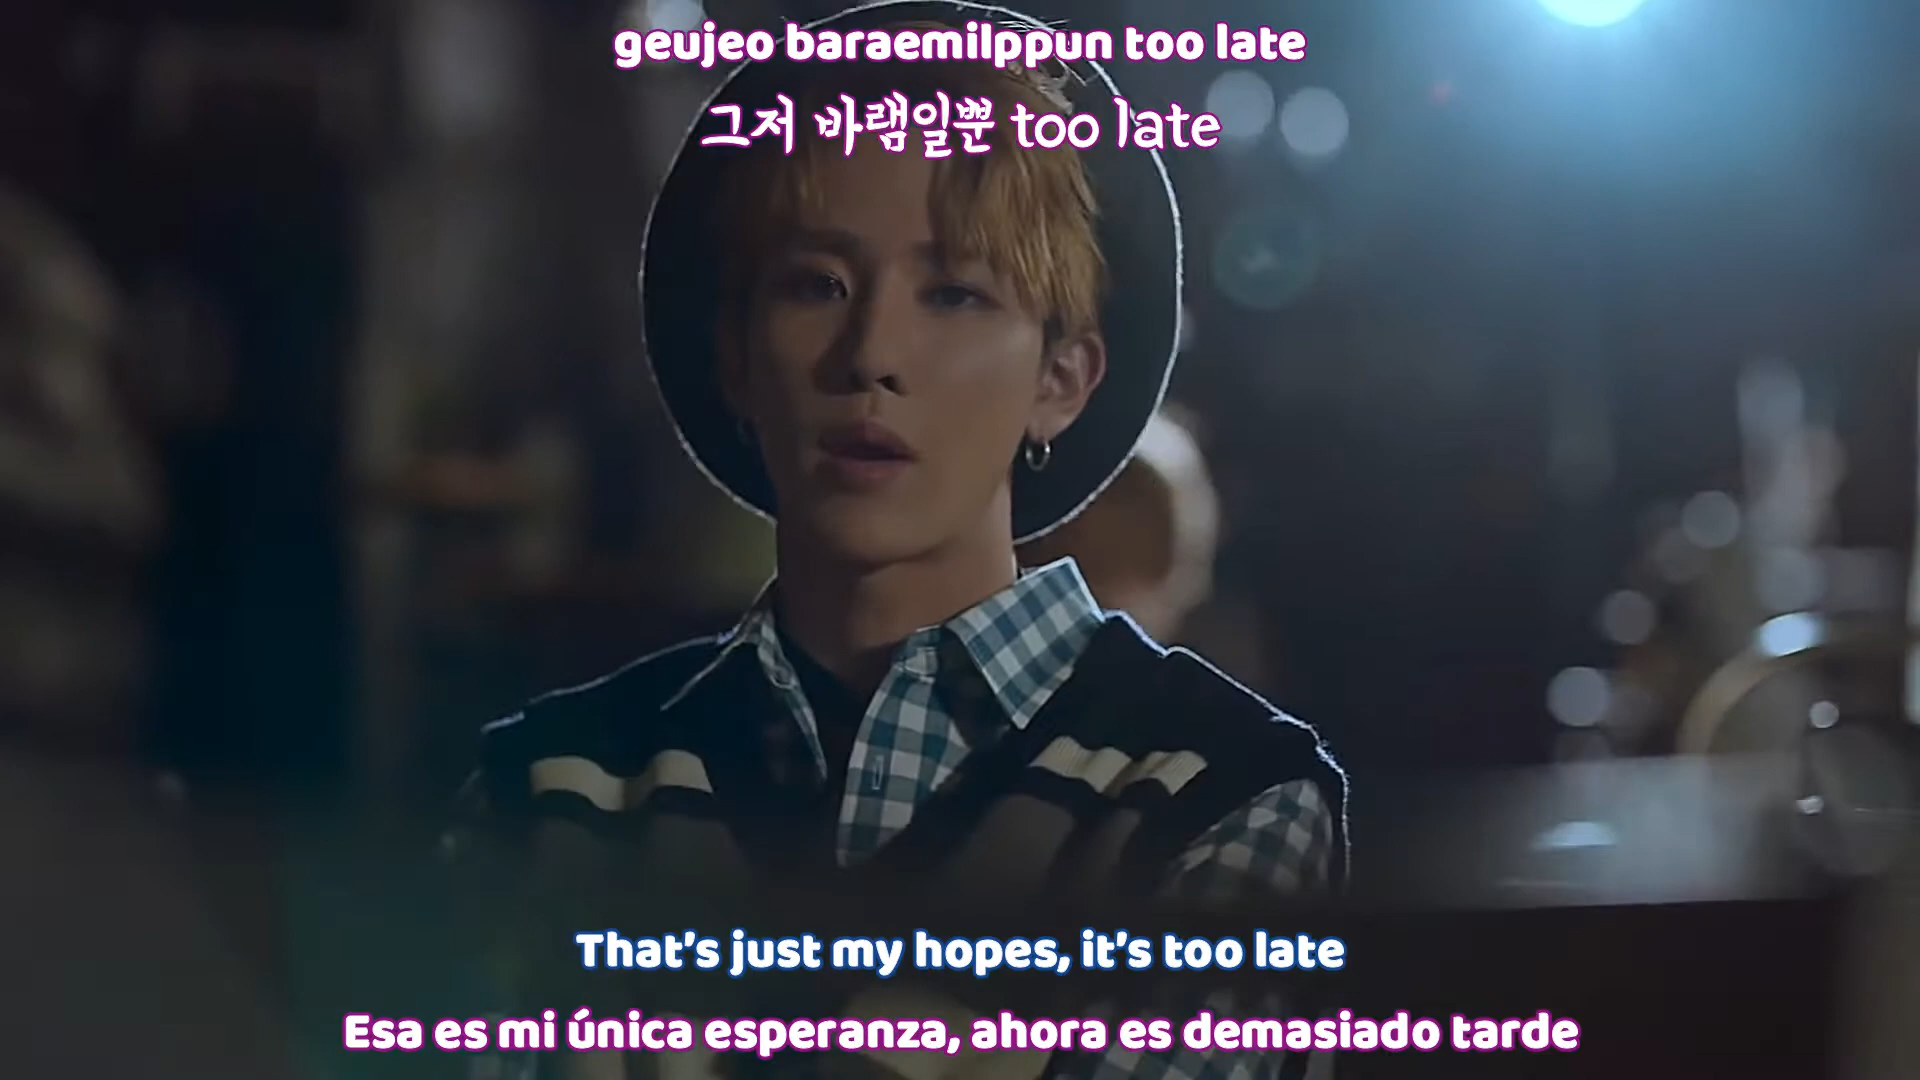 geujeo baraemilppun too late
그저 바램일뿐 too late
That's just my hopes, it's too late
Esa es mi única esperanza, ahora es demasiado tarde